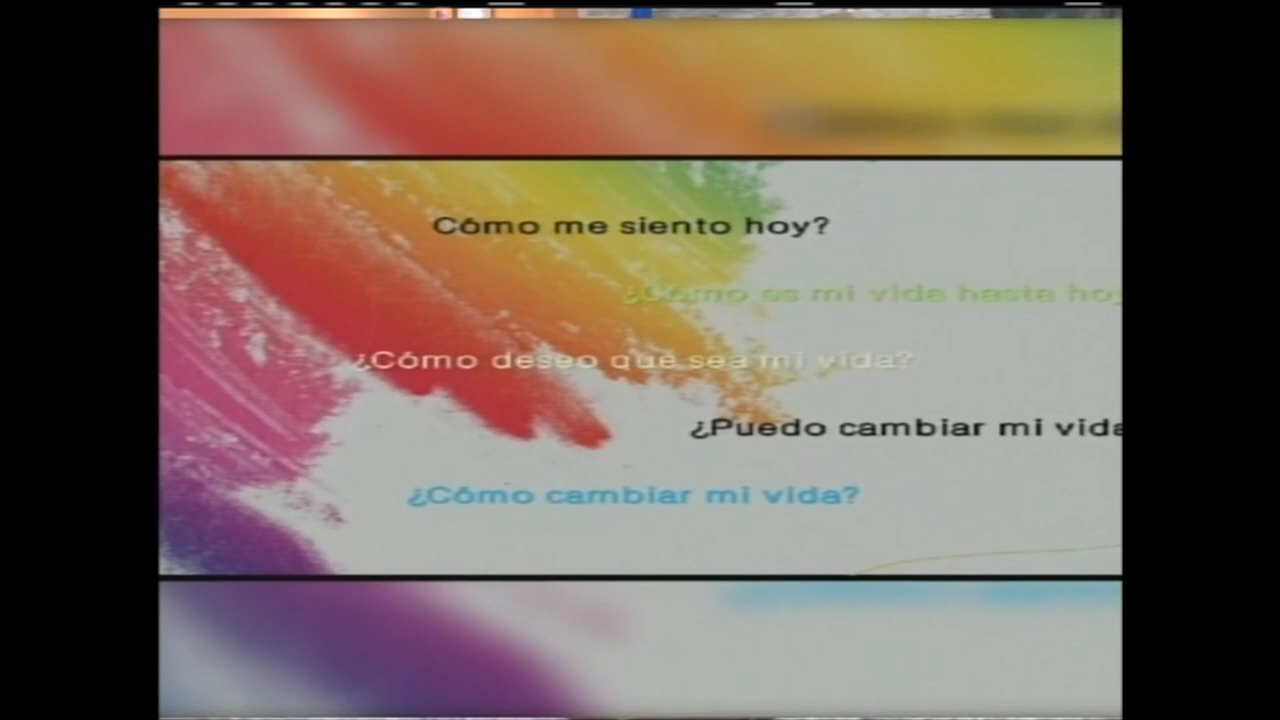 Cómo me siento hoy?
¿Cómo es mi vida hasta hoy
¿Cómo deseo que sea mi vida?
¿Puedo cambiar mi vida
¿Cómo cambiar mi vida?